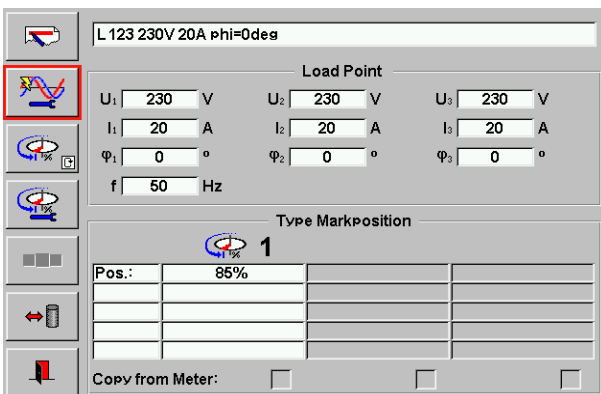 L 123 230V 20A phi=0deg
Load Point
U1 230 V U2 230 V U3 230 V
I1 20 A I2 20 A I3 20 A
φ1 0 ° φ2 0 ° φ3 0 °
f 50 Hz
Type Markposition
1
Pos.: 85%
Copy from Meter: